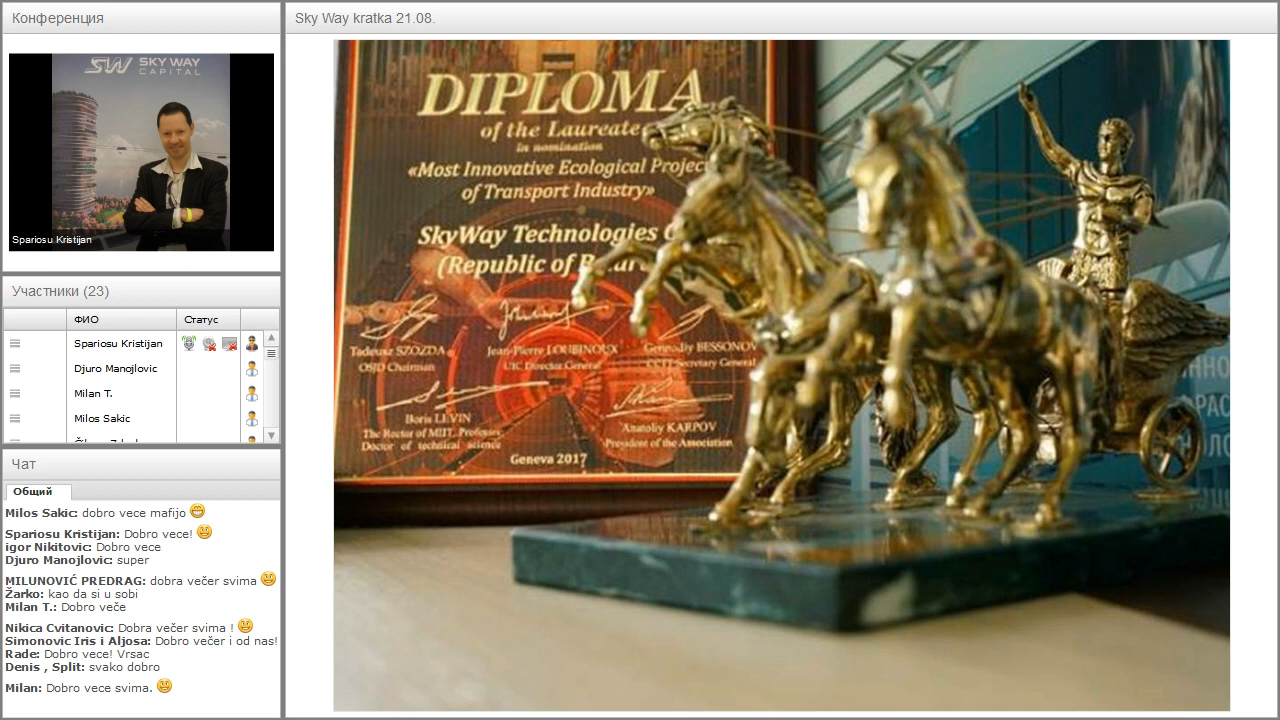 Конференция
SKY WAY
CAPITAL
Spariosu Kristijan
Участники (23)
ФИО
Статус
Spariosu Kristijan
Djuro Manojlovic
Milan T.
Milos Sakic
Чат
Общий
Milos Sakic: dobro vece mafijo
Spariosu Kristijan: Dobro vece!
igor Nikitovic: Dobro vece
Djuro Manojlovic: super
MILUNOVIĆ PREDRAG: dobra večer svima
Žarko: kao da si u sobi
Milan T.: Dobro veče
Nikica Cvitanovic: Dobra večer svima !
Simonovic Iris i Aljosa: Dobro večer i od nas!
Rade: Dobro vece! Vrsac
Denis , Split: svako dobro
Milan: Dobro vece svima.
Sky Way kratka 21.08.
DIPLOMA
of the Laureate
in nomination
«Most Innovative Ecological Projec
of Transport Industry»
SkyWay Technologies
(Republic of
Tadeusz SZOZDA
OSJD Chairman
Jean-Pierre LOUBINOUX
UIC Director General
Gennadiy BESSONOV
CCTT Secretary General
Boris LEVIN
The Rector of MIIT, Professor,
Doctor of technical science
Anatoliy KARPOV
President of the Association
Geneva 2017